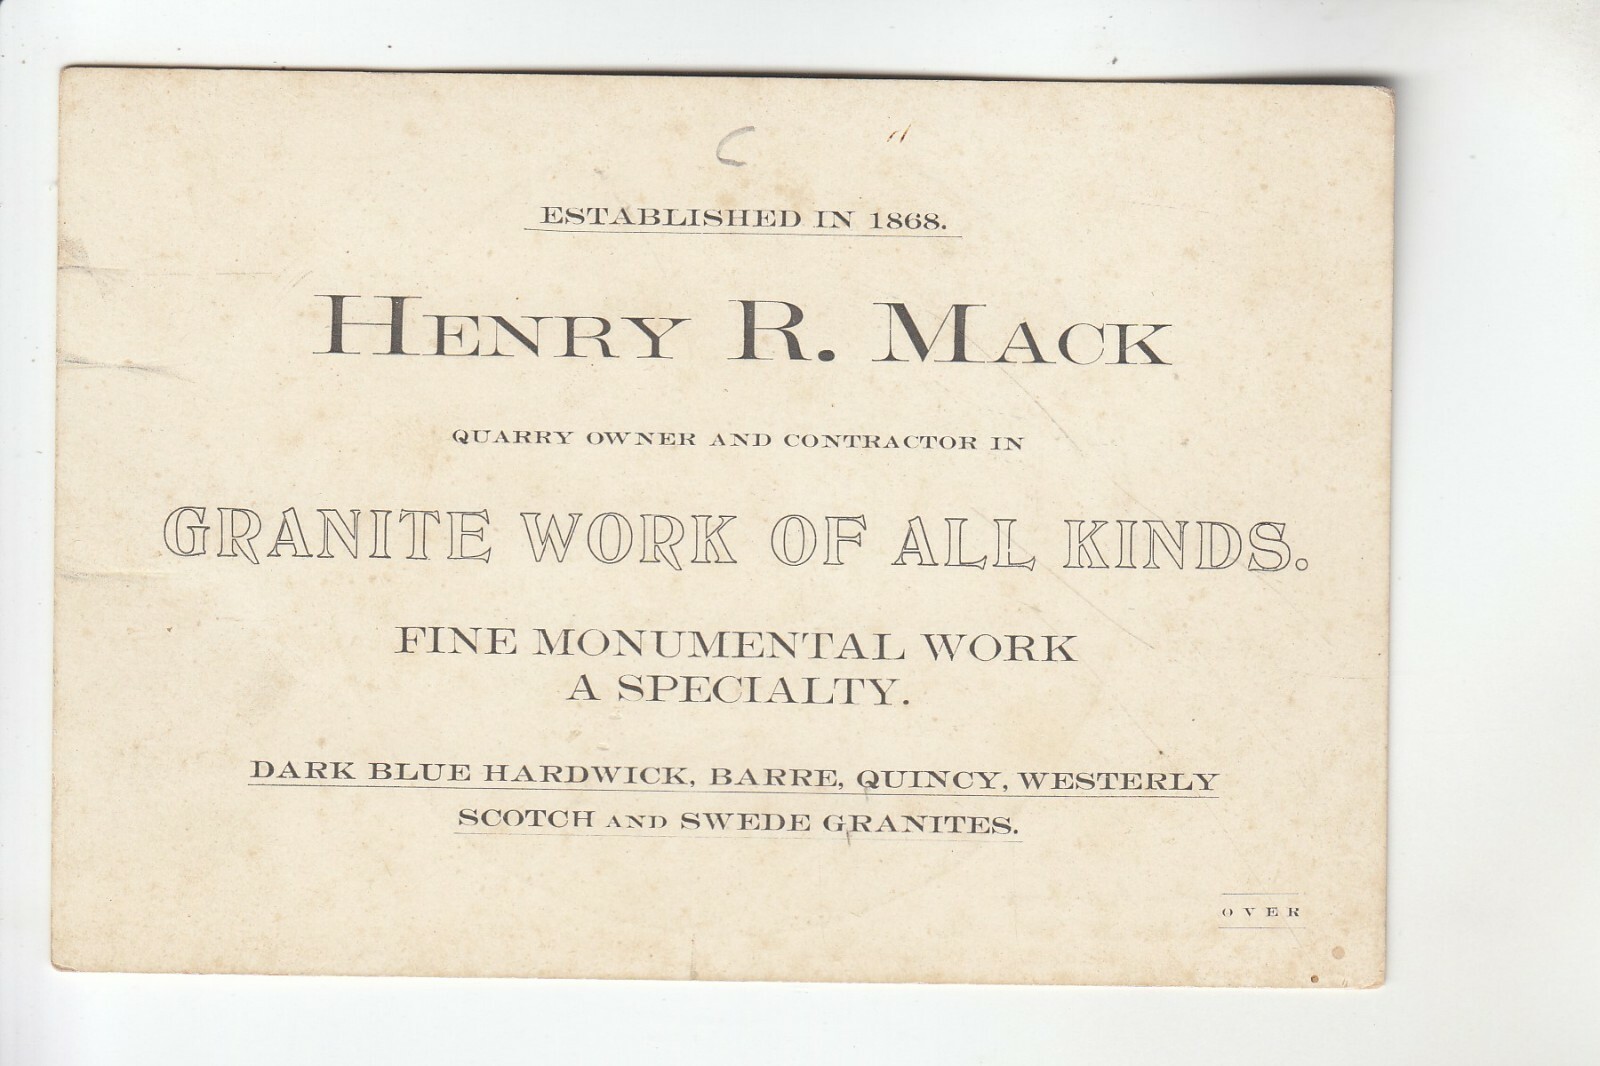 ESTABLISHED IN 1868.
HENRY R. MACK
QUARRY OWNER AND CONTRACTOR IN
GRANITE WORK OF ALL KINDS.
FINE MONUMENTAL WORK
A SPECIALTY.
DARK BLUE HARDWICK, BARRE, QUINCY, WESTERLY
SCOTCH AND SWEDE GRANITES.
OVER